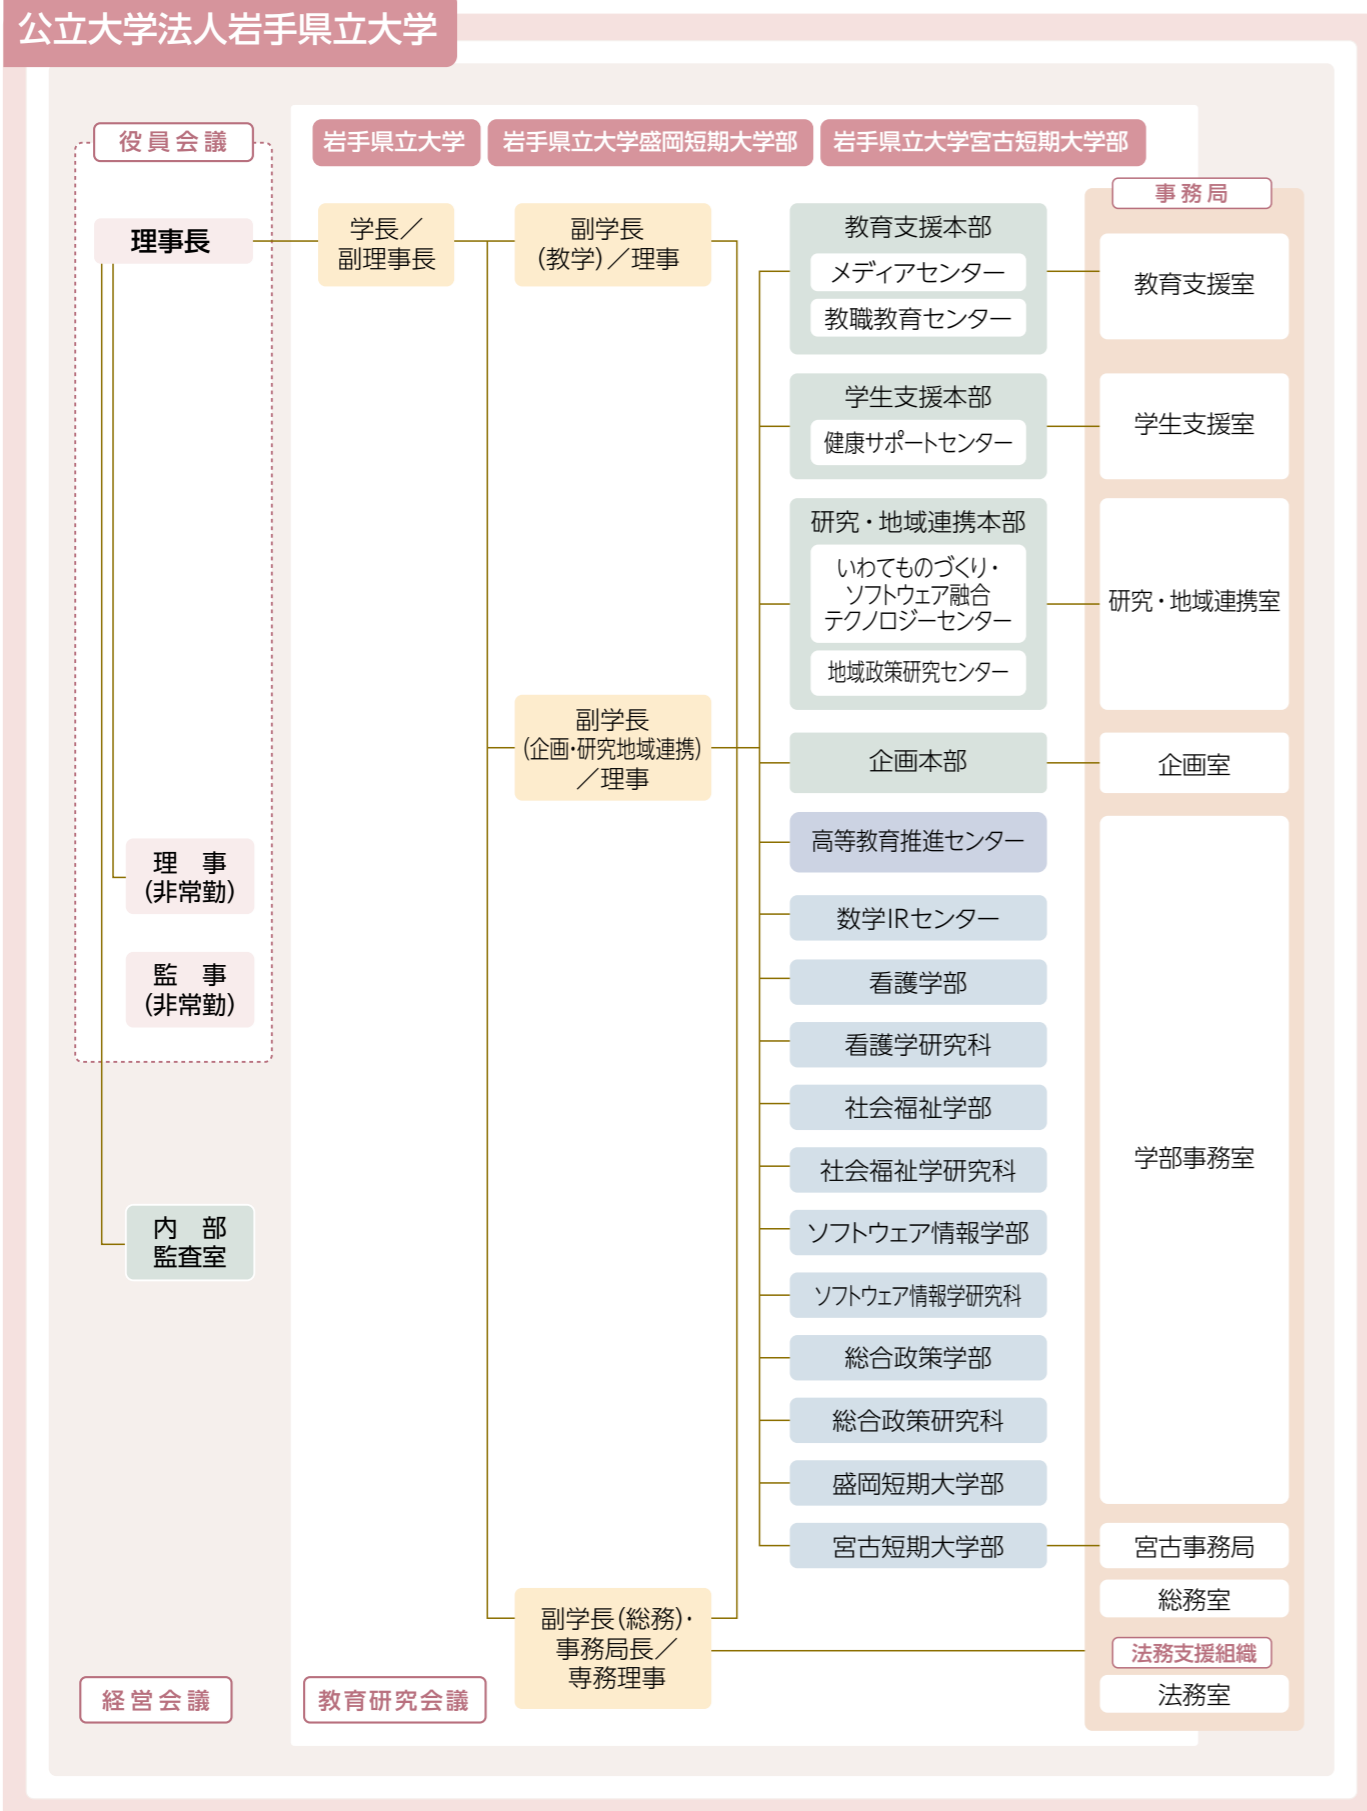 公立大学法人岩手県立大学
役員会議
岩手県立大学
岩手県立大学盛岡短期大学部
岩手県立大学宮古短期大学部
事務局
理事長
学長／
副理事長
副学長
(教学)／理事
教育支援本部
メディアセンター
教職教育センター
教育支援室
学生支援本部
健康サポートセンター
学生支援室
研究・地域連携本部
いわてものづくり・
ソフトウェア融合
テクノロジーセンター
地域政策研究センター
研究・地域連携室
副学長
(企画・研究地域連携)
／理事
企画本部
企画室
理　事
(非常勤)
監　事
(非常勤)
内　部
監査室
高等教育推進センター
数学IRセンター
看護学部
看護学研究科
社会福祉学部
社会福祉学研究科
ソフトウェア情報学部
ソフトウェア情報学研究科
総合政策学部
総合政策研究科
盛岡短期大学部
宮古短期大学部
学部事務室
宮古事務局
総務室
副学長(総務)・
事務局長／
専務理事
法務支援組織
法務室
経営会議
教育研究会議